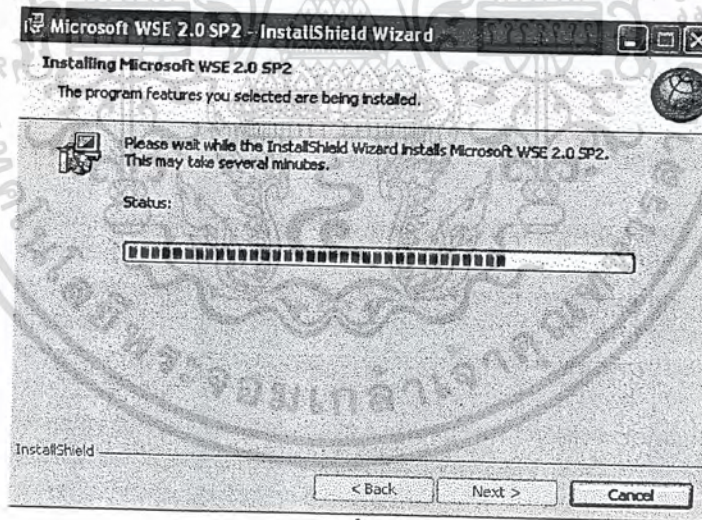 Microsoft WSE 2.0 SP2 - InstallShield Wizard
Installing Microsoft WSE 2.0 SP2
The program features you selected are being installed.
Please wait while the InstallShield Wizard installs Microsoft WSE 2.0 SP2.
This may take several minutes.
Status:
InstallShield
< Back
Next >
Cancel